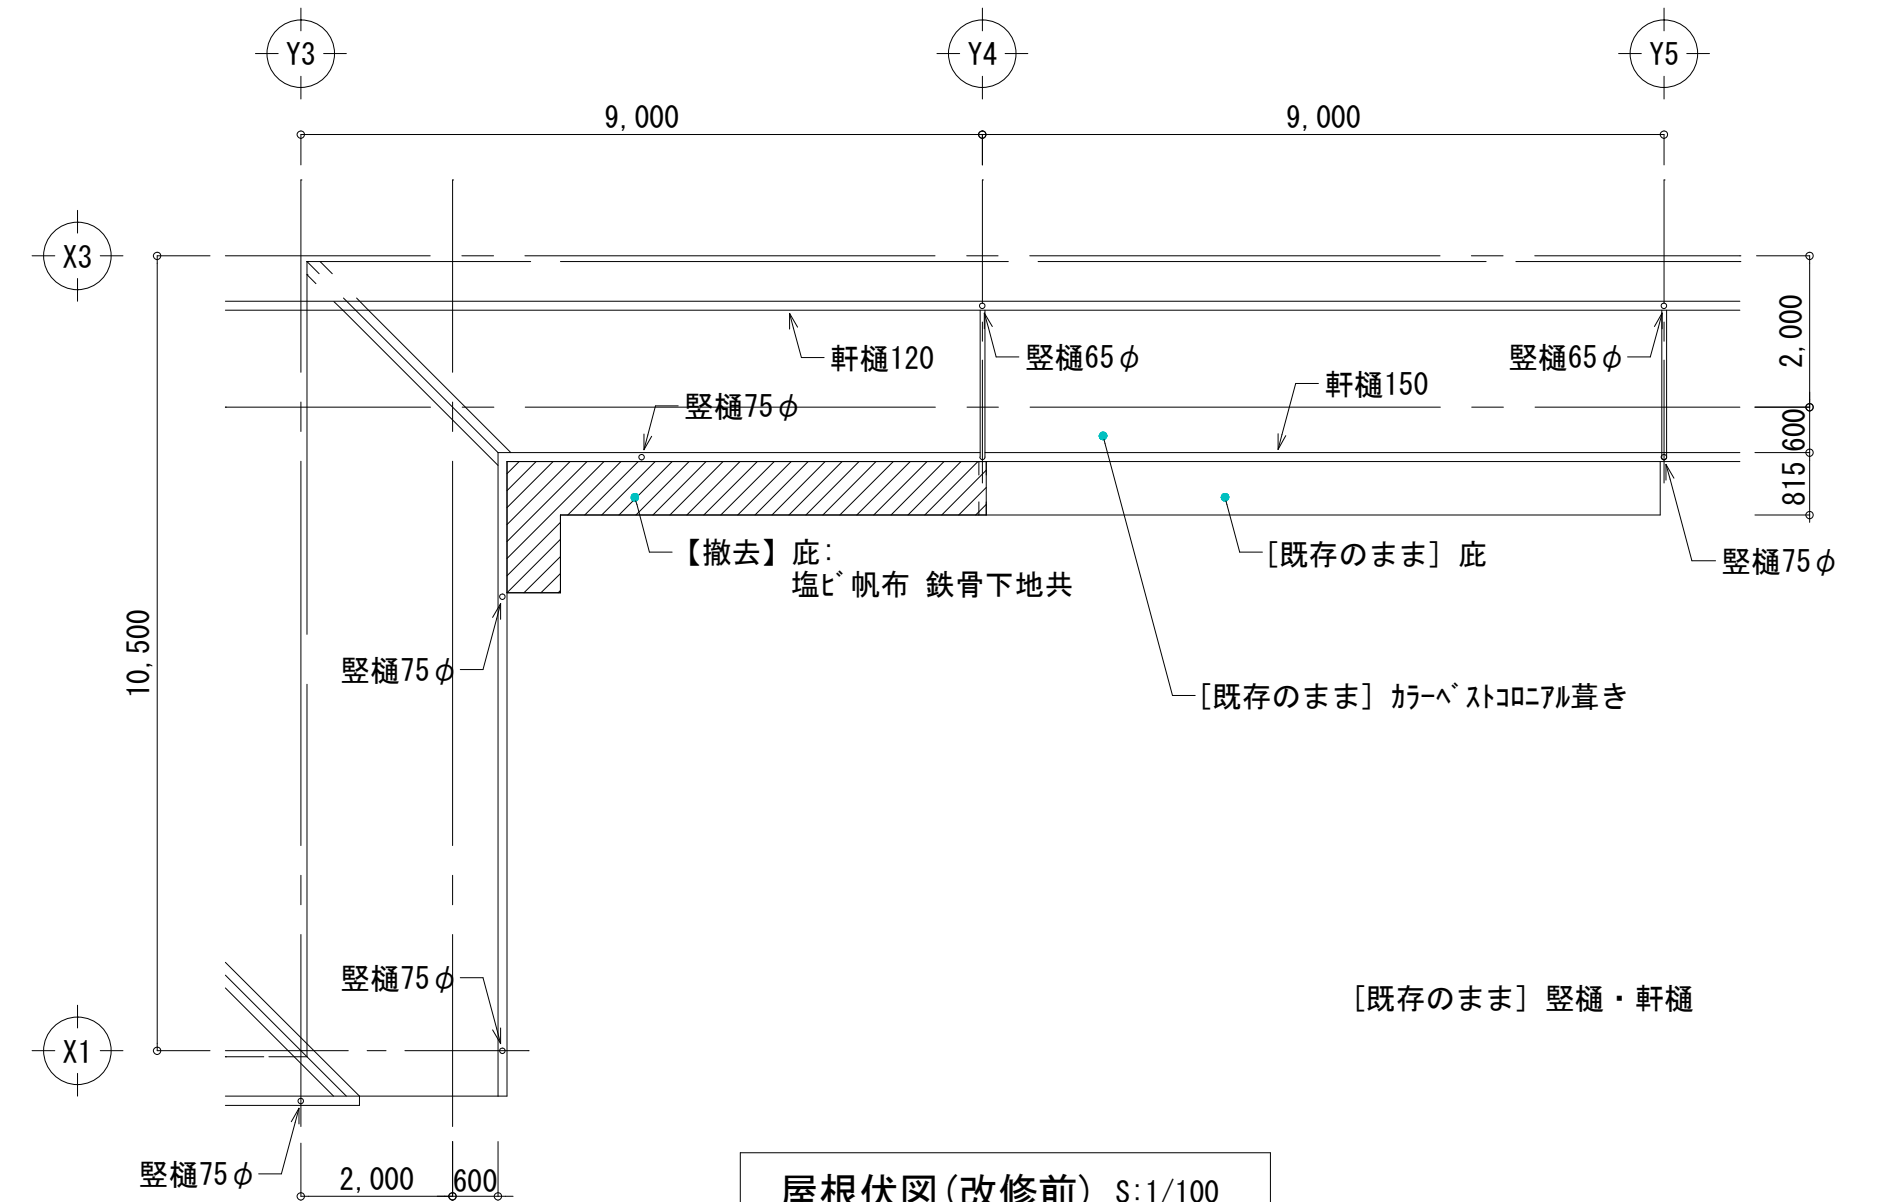 Y3
Y4
Y5
9,000
9,000
X3
2,000
軒樋120
竪樋65φ
竪樋65φ
軒樋150
竪樋75φ
600
815
【撤去】庇：
塩ビ帆布 鉄骨下地共
[既存のまま] 庇
竪樋75φ
10,500
竪樋75φ
[既存のまま] カラーベストコロニアル葺き
竪樋75φ
[既存のまま] 竪樋・軒樋
X1
竪樋75φ
2,000
600
屋根伏図(改修前) S:1/100